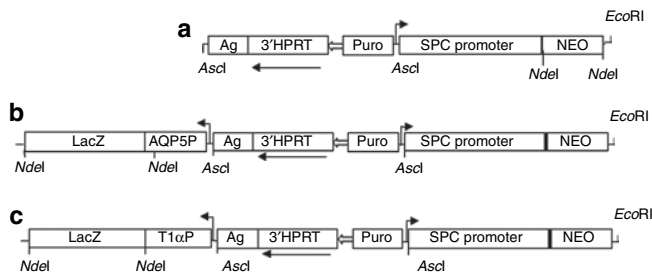 a
EcoRI
Ag 3′HPRT Puro SPC promoter NEO
AscI AscI NdeI NdeI
b
EcoRI
LacZ AQP5P Ag 3′HPRT Puro SPC promoter NEO
NdeI NdeI AscI AscI
c
EcoRI
LacZ T1αP Ag 3′HPRT Puro SPC promoter NEO
NdeI NdeI AscI AscI